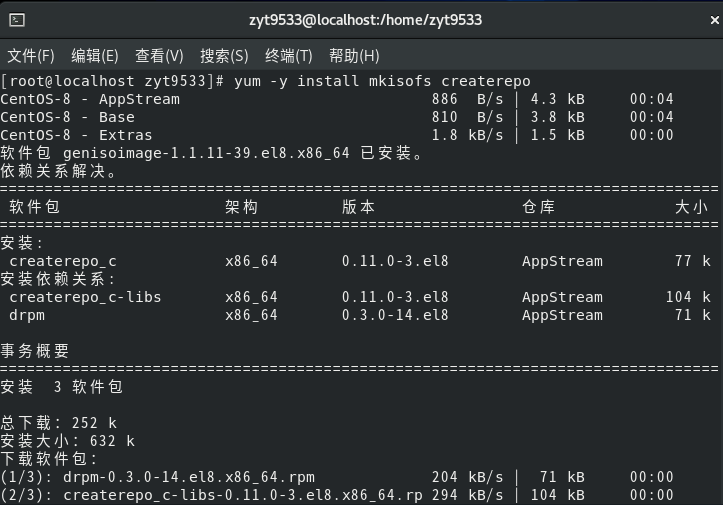 zyt9533@localhost:/home/zyt9533
文件(F) 编辑(E) 查看(V) 搜索(S) 终端(T) 帮助(H)
[root@localhost zyt9533]# yum -y install mkisofs createrepo
CentOS-8 - AppStream 886 B/s | 4.3 kB 00:04
CentOS-8 - Base 810 B/s | 3.8 kB 00:04
CentOS-8 - Extras 1.8 kB/s | 1.5 kB 00:00
软件包 genisoimage-1.1.11-39.el8.x86_64 已安装。
依赖关系解决。
================================================================================
软件包 架构 版本 仓库 大小
================================================================================
安装:
createrepo_c x86_64 0.11.0-3.el8 AppStream 77 k
安装依赖关系:
createrepo_c-libs x86_64 0.11.0-3.el8 AppStream 104 k
drpm x86_64 0.3.0-14.el8 AppStream 71 k
事务概要
================================================================================
安装 3 软件包
总下载：252 k
安装大小：632 k
下载软件包：
(1/3): drpm-0.3.0-14.el8.x86_64.rpm 204 kB/s | 71 kB 00:00
(2/3): createrepo_c-libs-0.11.0-3.el8.x86_64.rp 294 kB/s | 104 kB 00:00